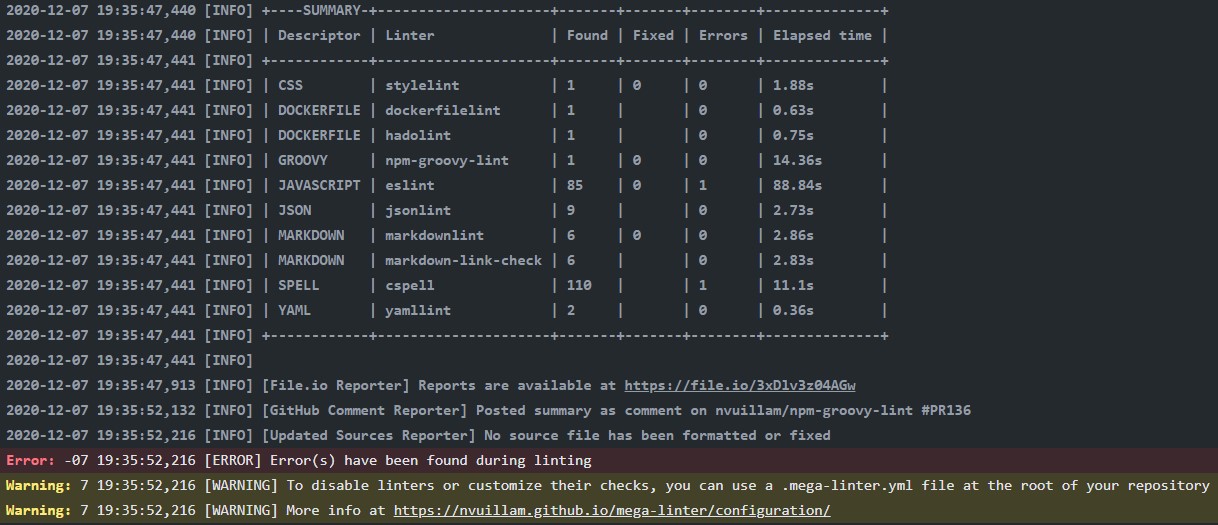 2020-12-07 19:35:47,440 [INFO] +----SUMMARY-+---------------------+-------+-------+--------+--------------+
2020-12-07 19:35:47,440 [INFO] | Descriptor | Linter              | Found | Fixed | Errors | Elapsed time |
2020-12-07 19:35:47,441 [INFO] +------------+---------------------+-------+-------+--------+--------------+
2020-12-07 19:35:47,441 [INFO] | CSS        | stylelint           | 1     | 0     | 0      | 1.88s        |
2020-12-07 19:35:47,441 [INFO] | DOCKERFILE | dockerfilelint      | 1     |       | 0      | 0.63s        |
2020-12-07 19:35:47,441 [INFO] | DOCKERFILE | hadolint            | 1     |       | 0      | 0.75s        |
2020-12-07 19:35:47,441 [INFO] | GROOVY     | npm-groovy-lint     | 1     | 0     | 0      | 14.36s       |
2020-12-07 19:35:47,441 [INFO] | JAVASCRIPT | eslint              | 85    | 0     | 1      | 88.84s       |
2020-12-07 19:35:47,441 [INFO] | JSON       | jsonlint            | 9     |       | 0      | 2.73s        |
2020-12-07 19:35:47,441 [INFO] | MARKDOWN   | markdownlint        | 6     | 0     | 0      | 2.86s        |
2020-12-07 19:35:47,441 [INFO] | MARKDOWN   | markdown-link-check | 6     |       | 0      | 2.83s        |
2020-12-07 19:35:47,441 [INFO] | SPELL      | cspell              | 110   |       | 1      | 11.1s        |
2020-12-07 19:35:47,441 [INFO] | YAML       | yamllint            | 2     |       | 0      | 0.36s        |
2020-12-07 19:35:47,441 [INFO] +------------+---------------------+-------+-------+--------+--------------+
2020-12-07 19:35:47,441 [INFO]
2020-12-07 19:35:47,913 [INFO] [File.io Reporter] Reports are available at https://file.io/3xDlv3z04AGw
2020-12-07 19:35:52,132 [INFO] [GitHub Comment Reporter] Posted summary as comment on nvuillam/npm-groovy-lint #PR136
2020-12-07 19:35:52,216 [INFO] [Updated Sources Reporter] No source file has been formatted or fixed
Error: -07 19:35:52,216 [ERROR] Error(s) have been found during linting
Warning: 7 19:35:52,216 [WARNING] To disable linters or customize their checks, you can use a .mega-linter.yml file at the root of your repository
Warning: 7 19:35:52,216 [WARNING] More info at https://nvuillam.github.io/mega-linter/configuration/